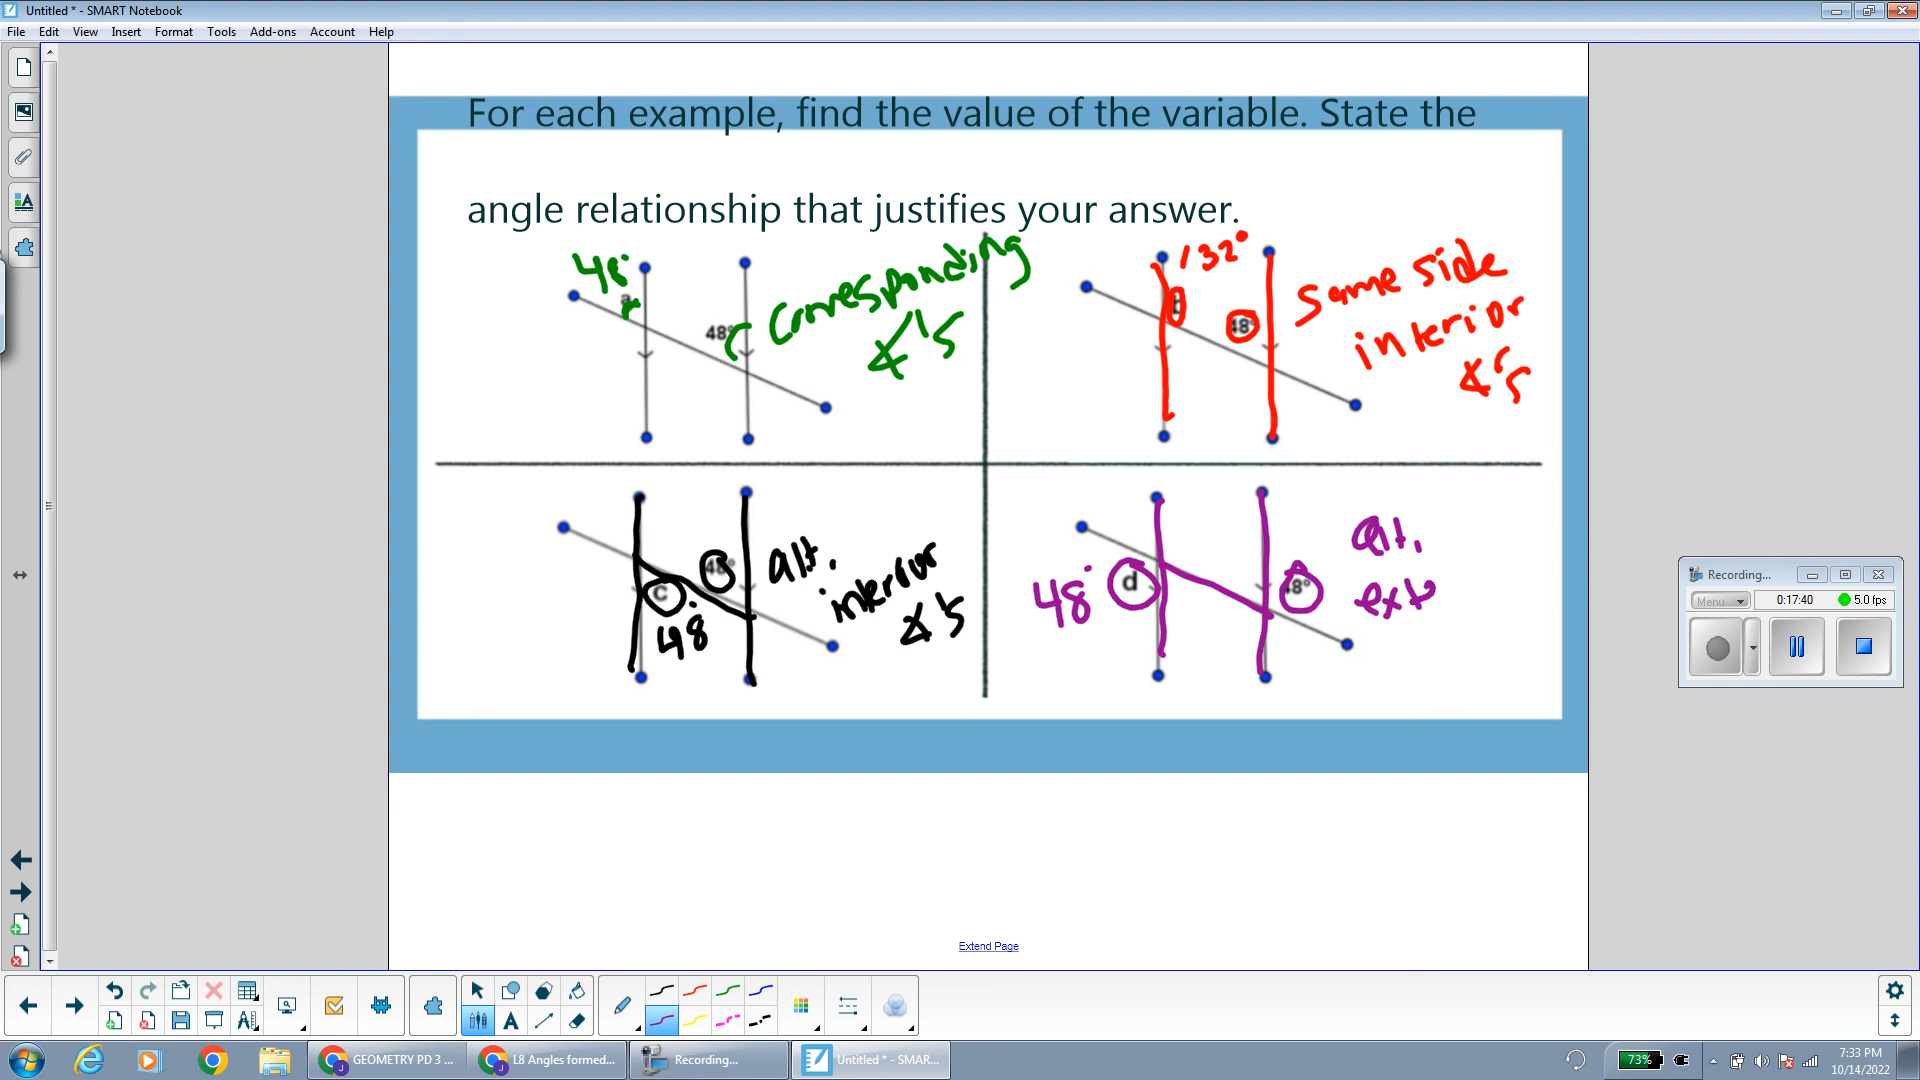 Untitled * - SMART Notebook
File Edit View Insert Format Tools Add-ons Account Help
For each example, find the value of the variable. State the
angle relationship that justifies your answer.
48°
a
48°
corresponding
∡'s
132°
48°
Same side
interior
∡'s
48°
c
48°
alt.
interior
∡'s
48°
d
48°
alt.
ext
Recording...
Menu
0:17:40
5.0 fps
Extend Page
GEOMETRY PD 3 ...
L8 Angles formed...
Recording...
Untitled * - SMAR...
73%
7:33 PM
10/14/2022